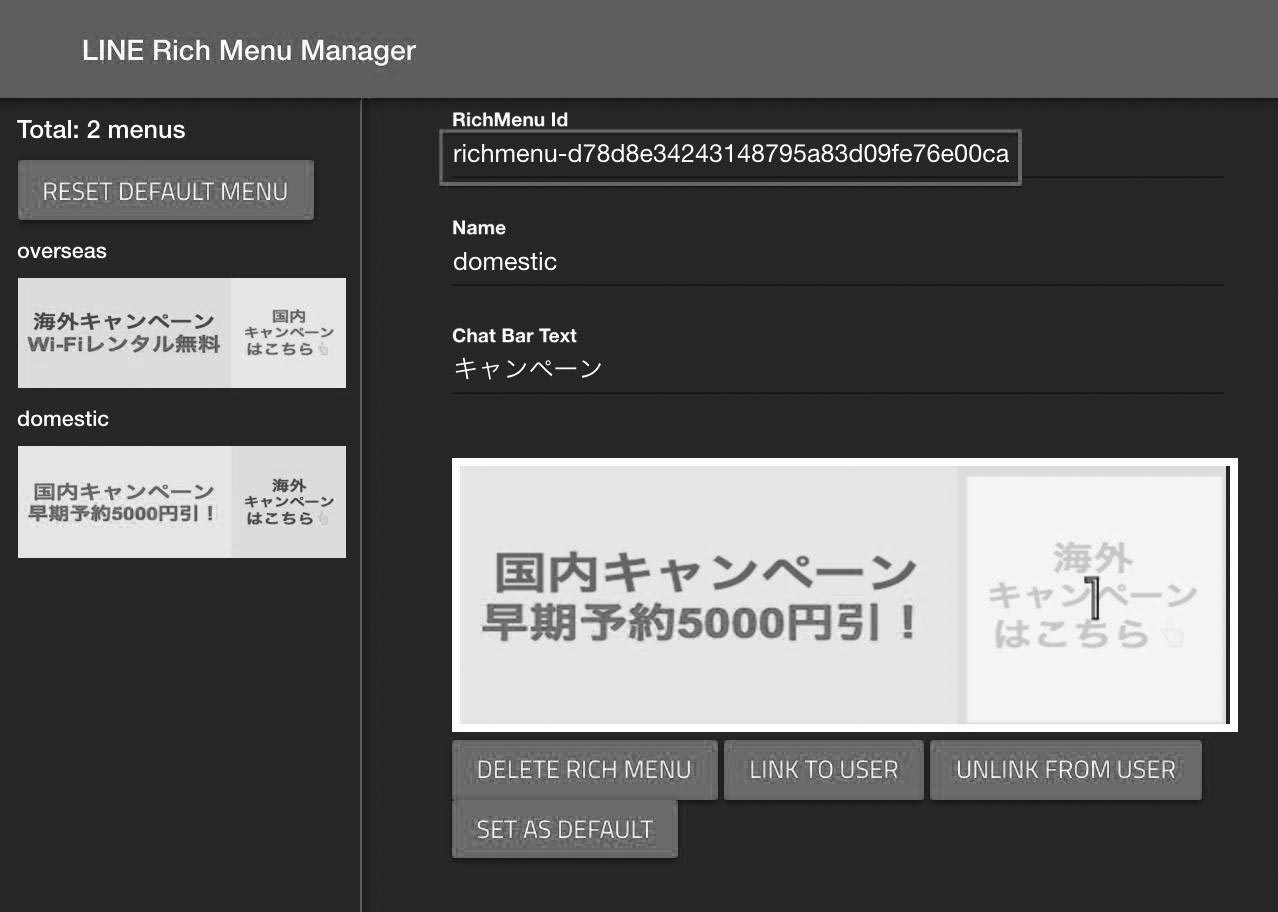 LINE Rich Menu Manager
Total: 2 menus
RESET DEFAULT MENU
overseas
海外キャンペーン
Wi-Fiレンタル無料
国内
キャンペーン
はこちら👆
domestic
国内キャンペーン
早期予約5000円引！
海外
キャンペーン
はこちら👆
RichMenu Id
richmenu-d78d8e34243148795a83d09fe76e00ca
Name
domestic
Chat Bar Text
キャンペーン
国内キャンペーン
早期予約5000円引！
海外
キャンペーン
はこちら👆
1
DELETE RICH MENU
LINK TO USER
UNLINK FROM USER
SET AS DEFAULT